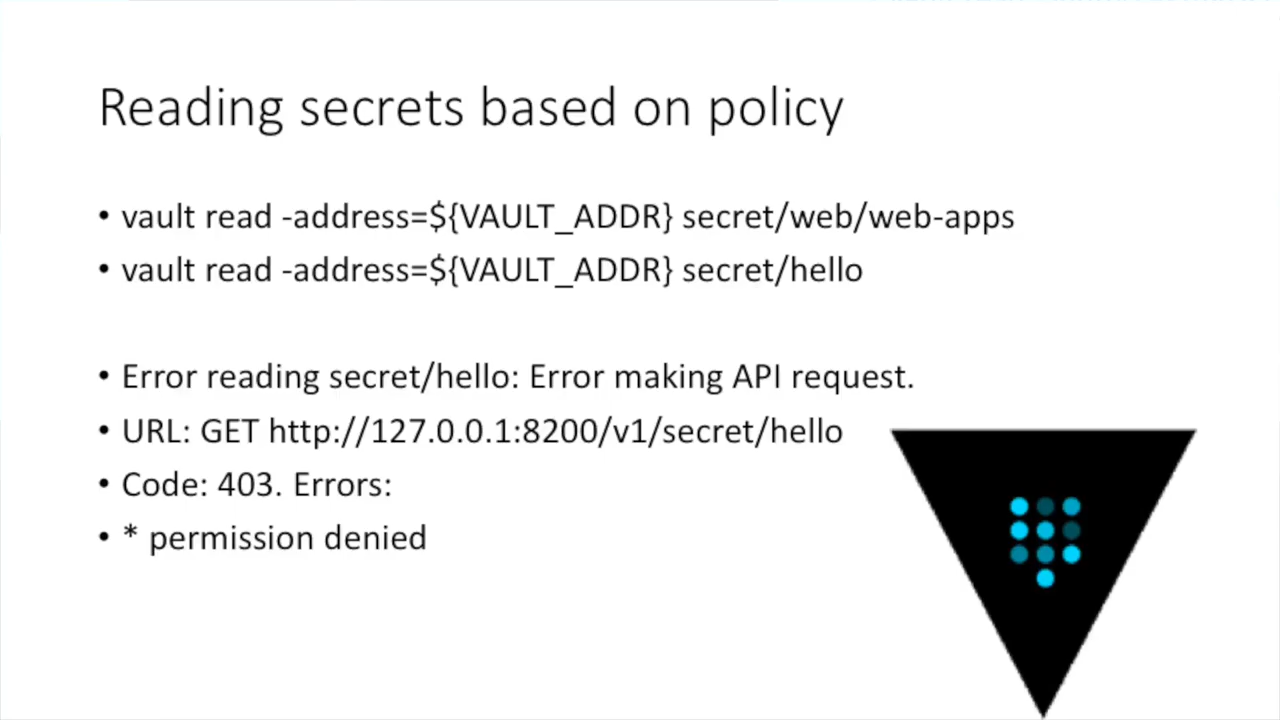 Reading secrets based on policy
• vault read -address=${VAULT_ADDR} secret/web/web-apps
• vault read -address=${VAULT_ADDR} secret/hello
• Error reading secret/hello: Error making API request.
• URL: GET http://127.0.0.1:8200/v1/secret/hello
• Code: 403. Errors:
• * permission denied